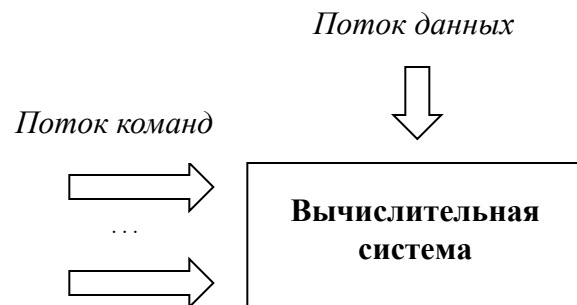 Поток данных
Поток команд
...
Вычислительная
система